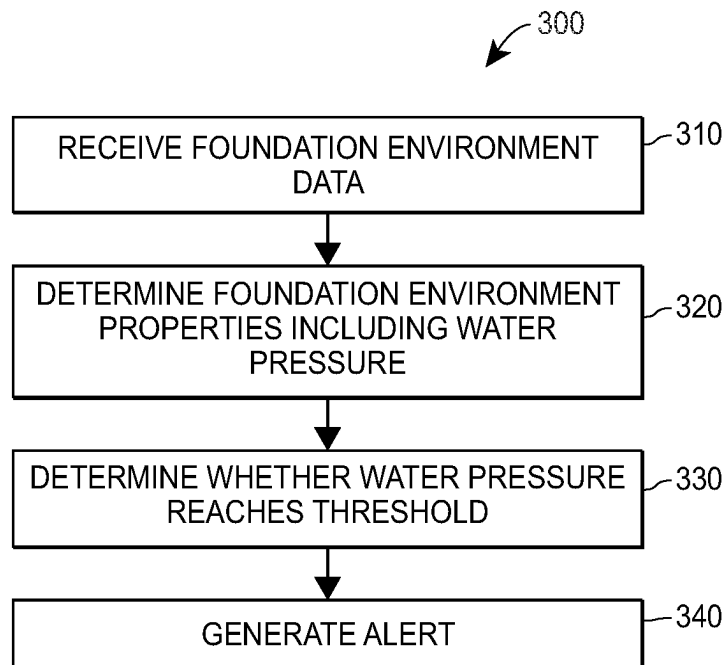 300
RECEIVE FOUNDATION ENVIRONMENT
DATA
310
DETERMINE FOUNDATION ENVIRONMENT
PROPERTIES INCLUDING WATER
PRESSURE
320
DETERMINE WHETHER WATER PRESSURE
REACHES THRESHOLD
330
GENERATE ALERT
340